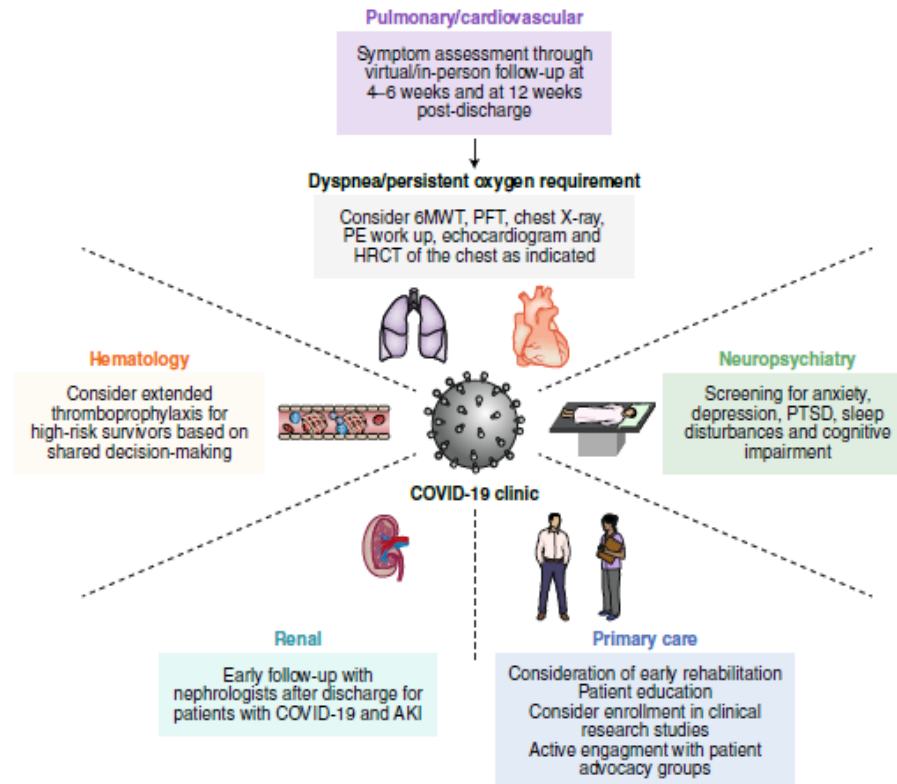 Pulmonary/cardiovascular
Symptom assessment through
virtual/in-person follow-up at
4–6 weeks and at 12 weeks
post-discharge
Dyspnea/persistent oxygen requirement
Consider 6MWT, PFT, chest X-ray,
PE work up, echocardiogram and
HRCT of the chest as indicated
Hematology
Consider extended
thromboprophylaxis for
high-risk survivors based on
shared decision-making
Neuropsychiatry
Screening for anxiety,
depression, PTSD, sleep
disturbances and cognitive
impairment
COVID-19 clinic
Renal
Early follow-up with
nephrologists after discharge for
patients with COVID-19 and AKI
Primary care
Consideration of early rehabilitation
Patient education
Consider enrollment in clinical
research studies
Active engagment with patient
advocacy groups